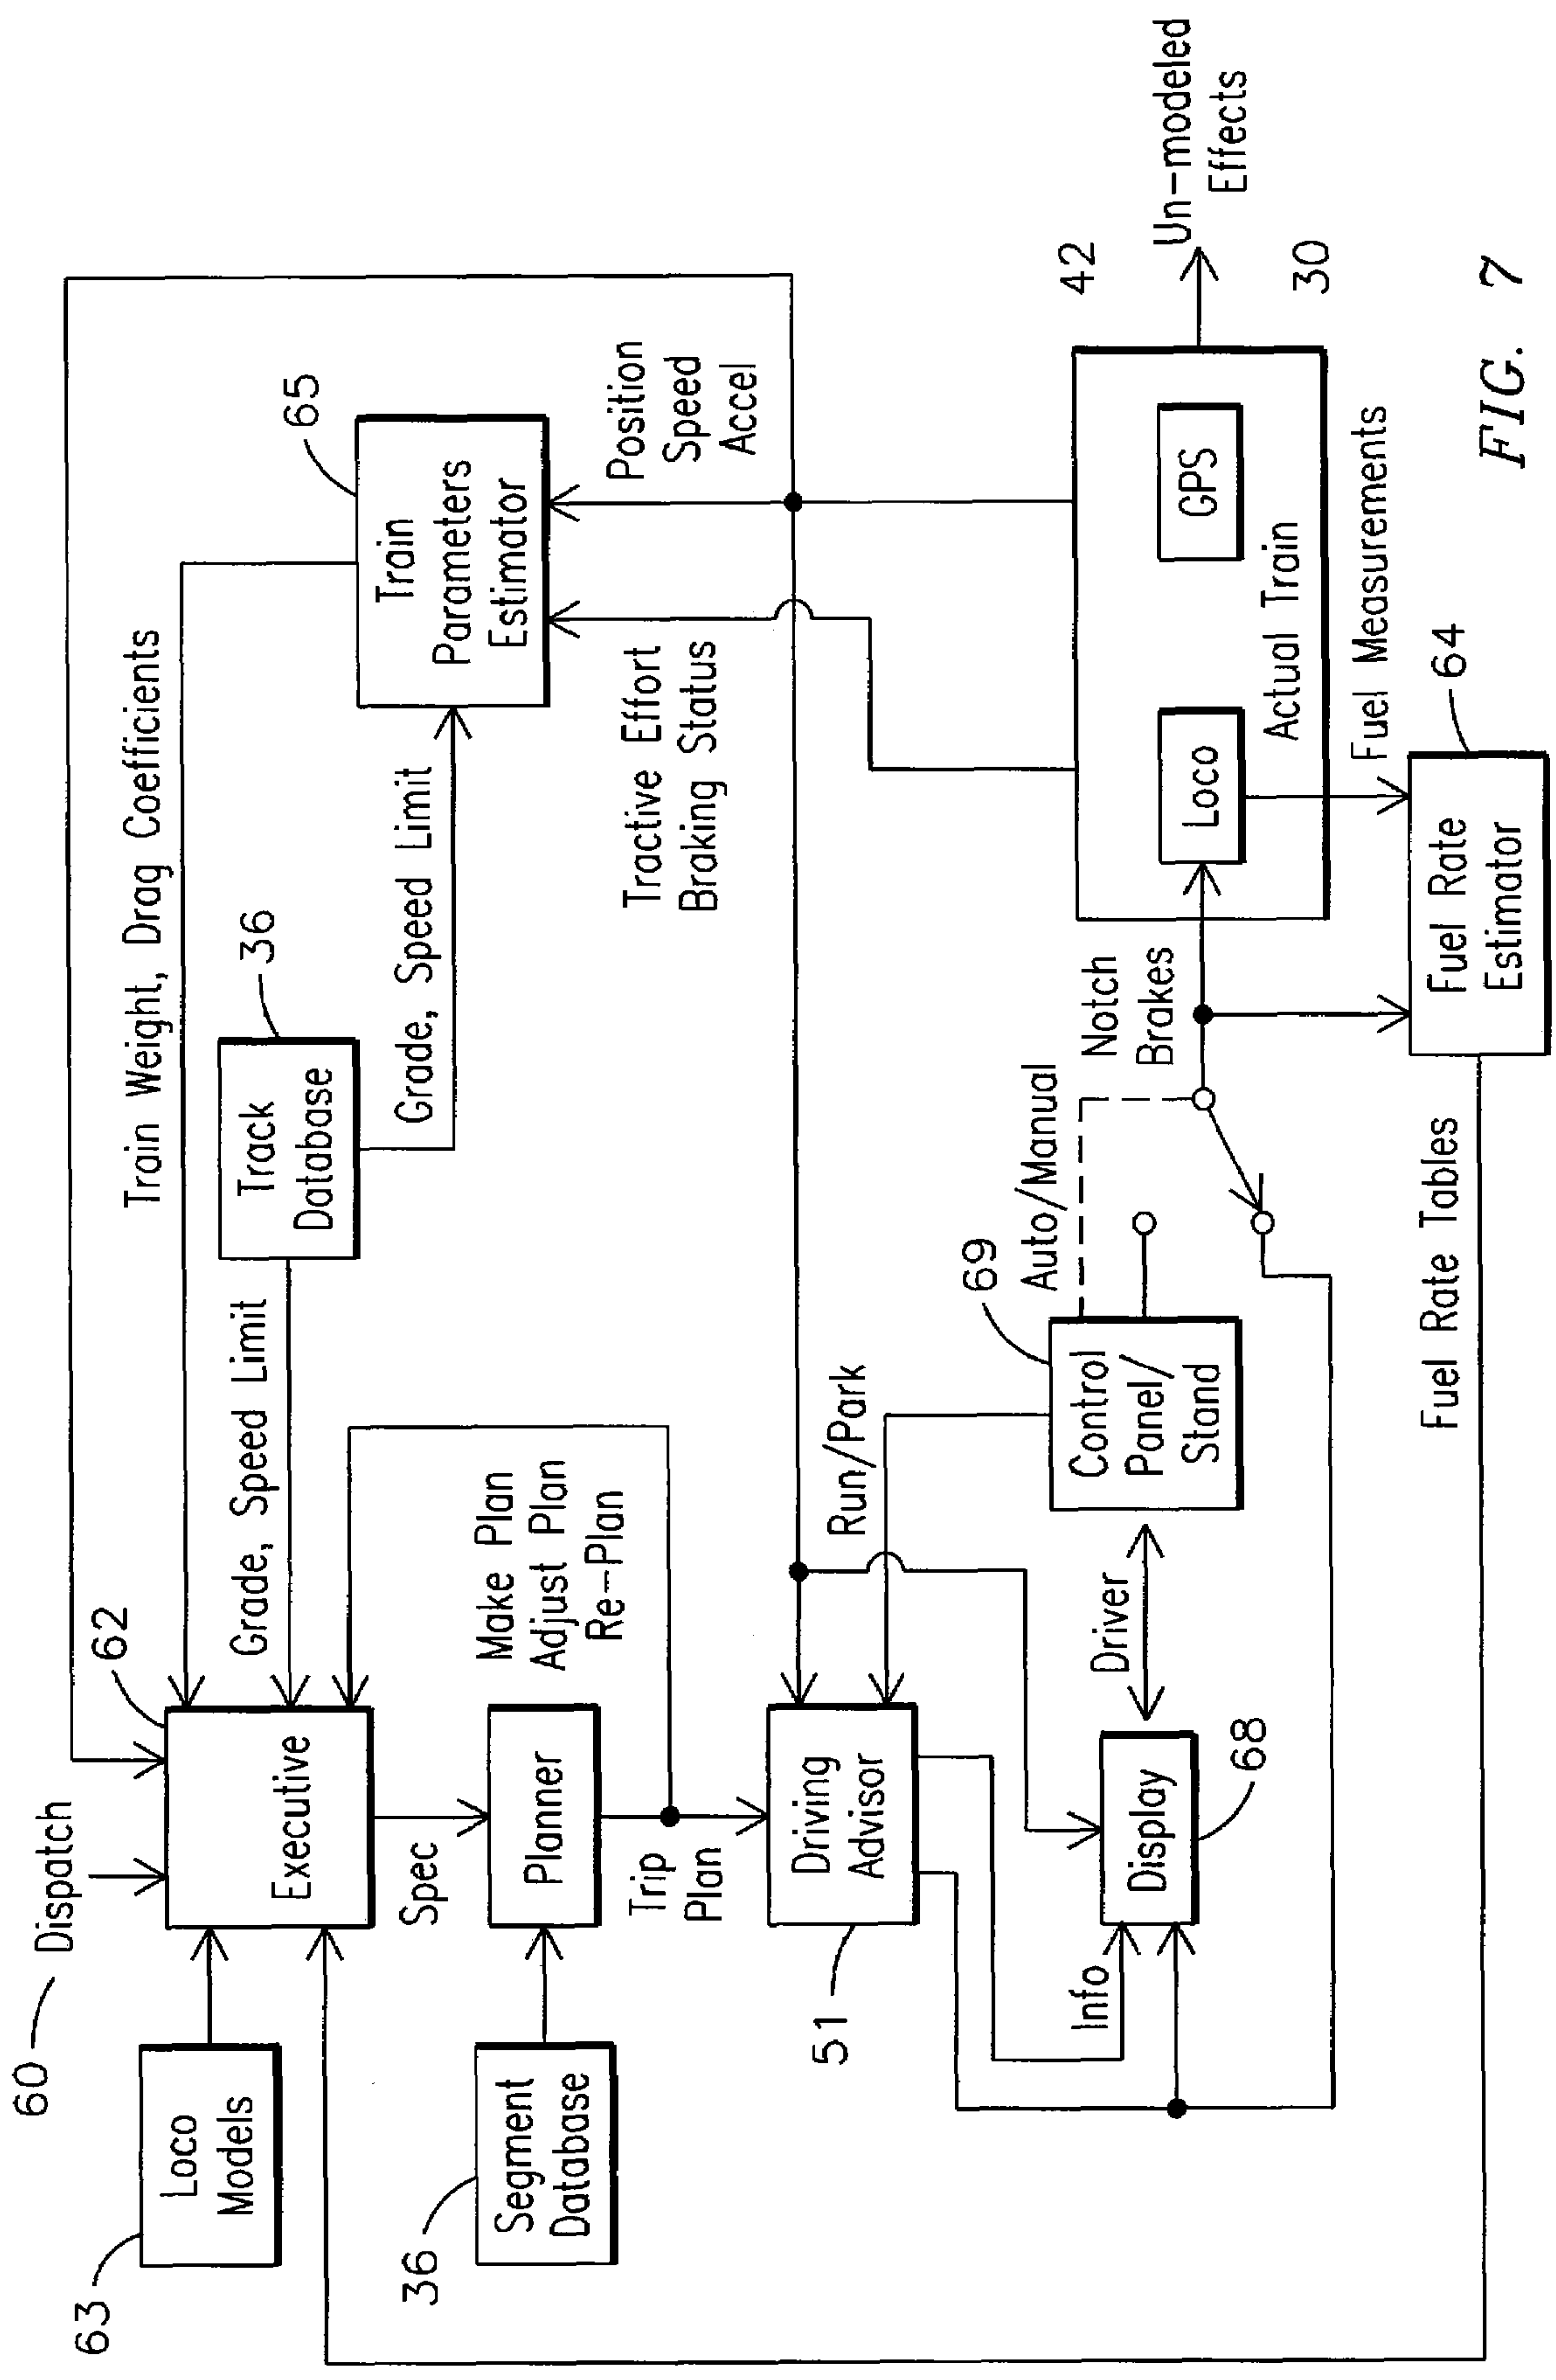 60
Dispatch
63
Loco
Models
62
Executive
Train Weight, Drag Coefficients
Grade, Speed Limit
36
Track
Database
Grade, Speed Limit
65
Train
Parameters
Estimator
Spec
36
Segment
Database
Planner
Make Plan
Adjust Plan
Re-Plan
Trip
Plan
Tractive Effort
Braking Status
Position
Speed
Accel
51
Driving
Advisor
Run/Park
Info
Display
68
Driver
69
Control
Panel/
Stand
Auto/Manual
Notch
Brakes
42
Loco
GPS
Actual Train
30
Un-modeled
Effects
Fuel Measurements
64
Fuel Rate
Estimator
Fuel Rate Tables
FIG. 7